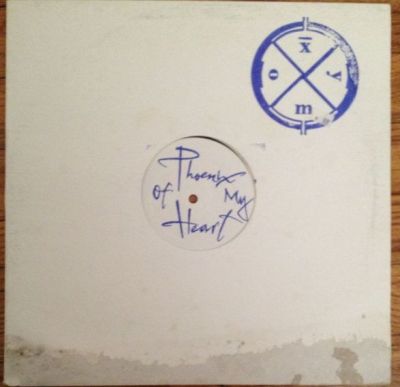 x̄
o y
m
Phoenix
Of My
Heart